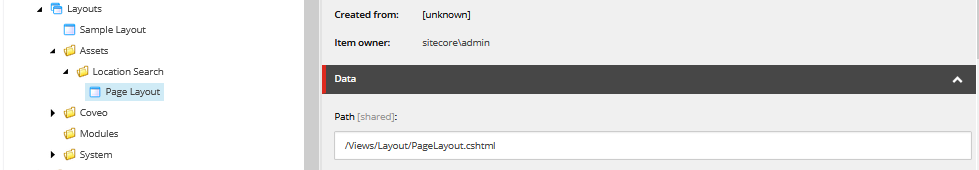 Layouts
Sample Layout
Assets
Location Search
Page Layout
Coveo
Modules
System
Created from: [unknown]
Item owner: sitecore\admin
Data
Path [shared]:
/Views/Layout/PageLayout.cshtml